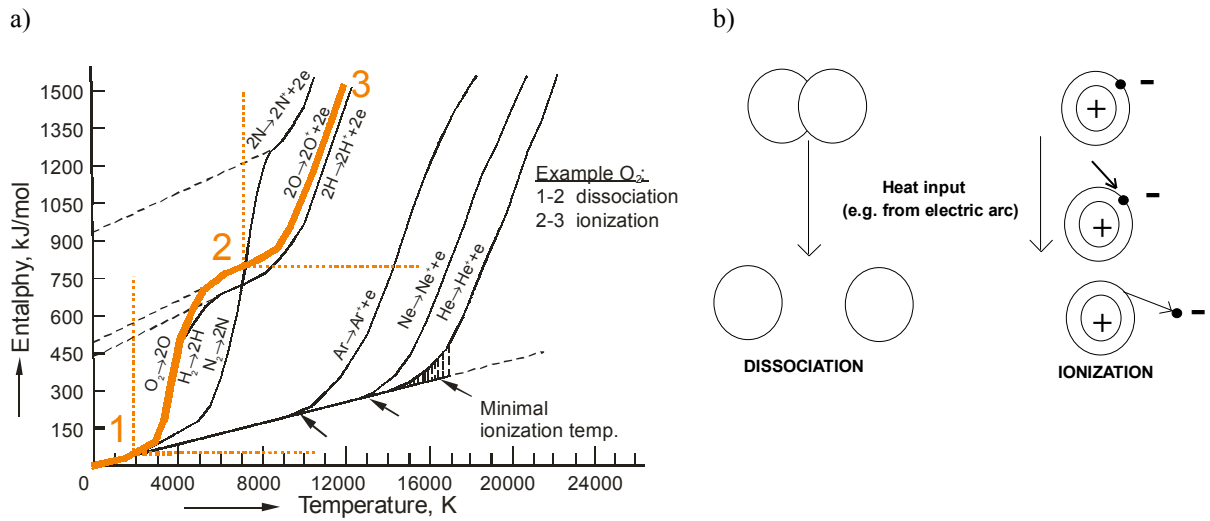 a)
b)
1500
1350
1200
1050
900
750
600
450
300
150
Entalphy, kJ/mol
0
4000
8000
12000
16000
20000
24000
Temperature, K
1
2
3
O₂→2O
H₂→2H
N₂→2N
2N→2N⁺+2e
2O→2O⁺+2e
2H→2H⁺+2e
Ar→Ar⁺+e
Ne→Ne⁺+e
He→He⁺+e
Minimal
ionization temp.
Example O₂:
1-2 dissociation
2-3 ionization
Heat input
(e.g. from electric arc)
DISSOCIATION
+
-
+
-
+
-
IONIZATION